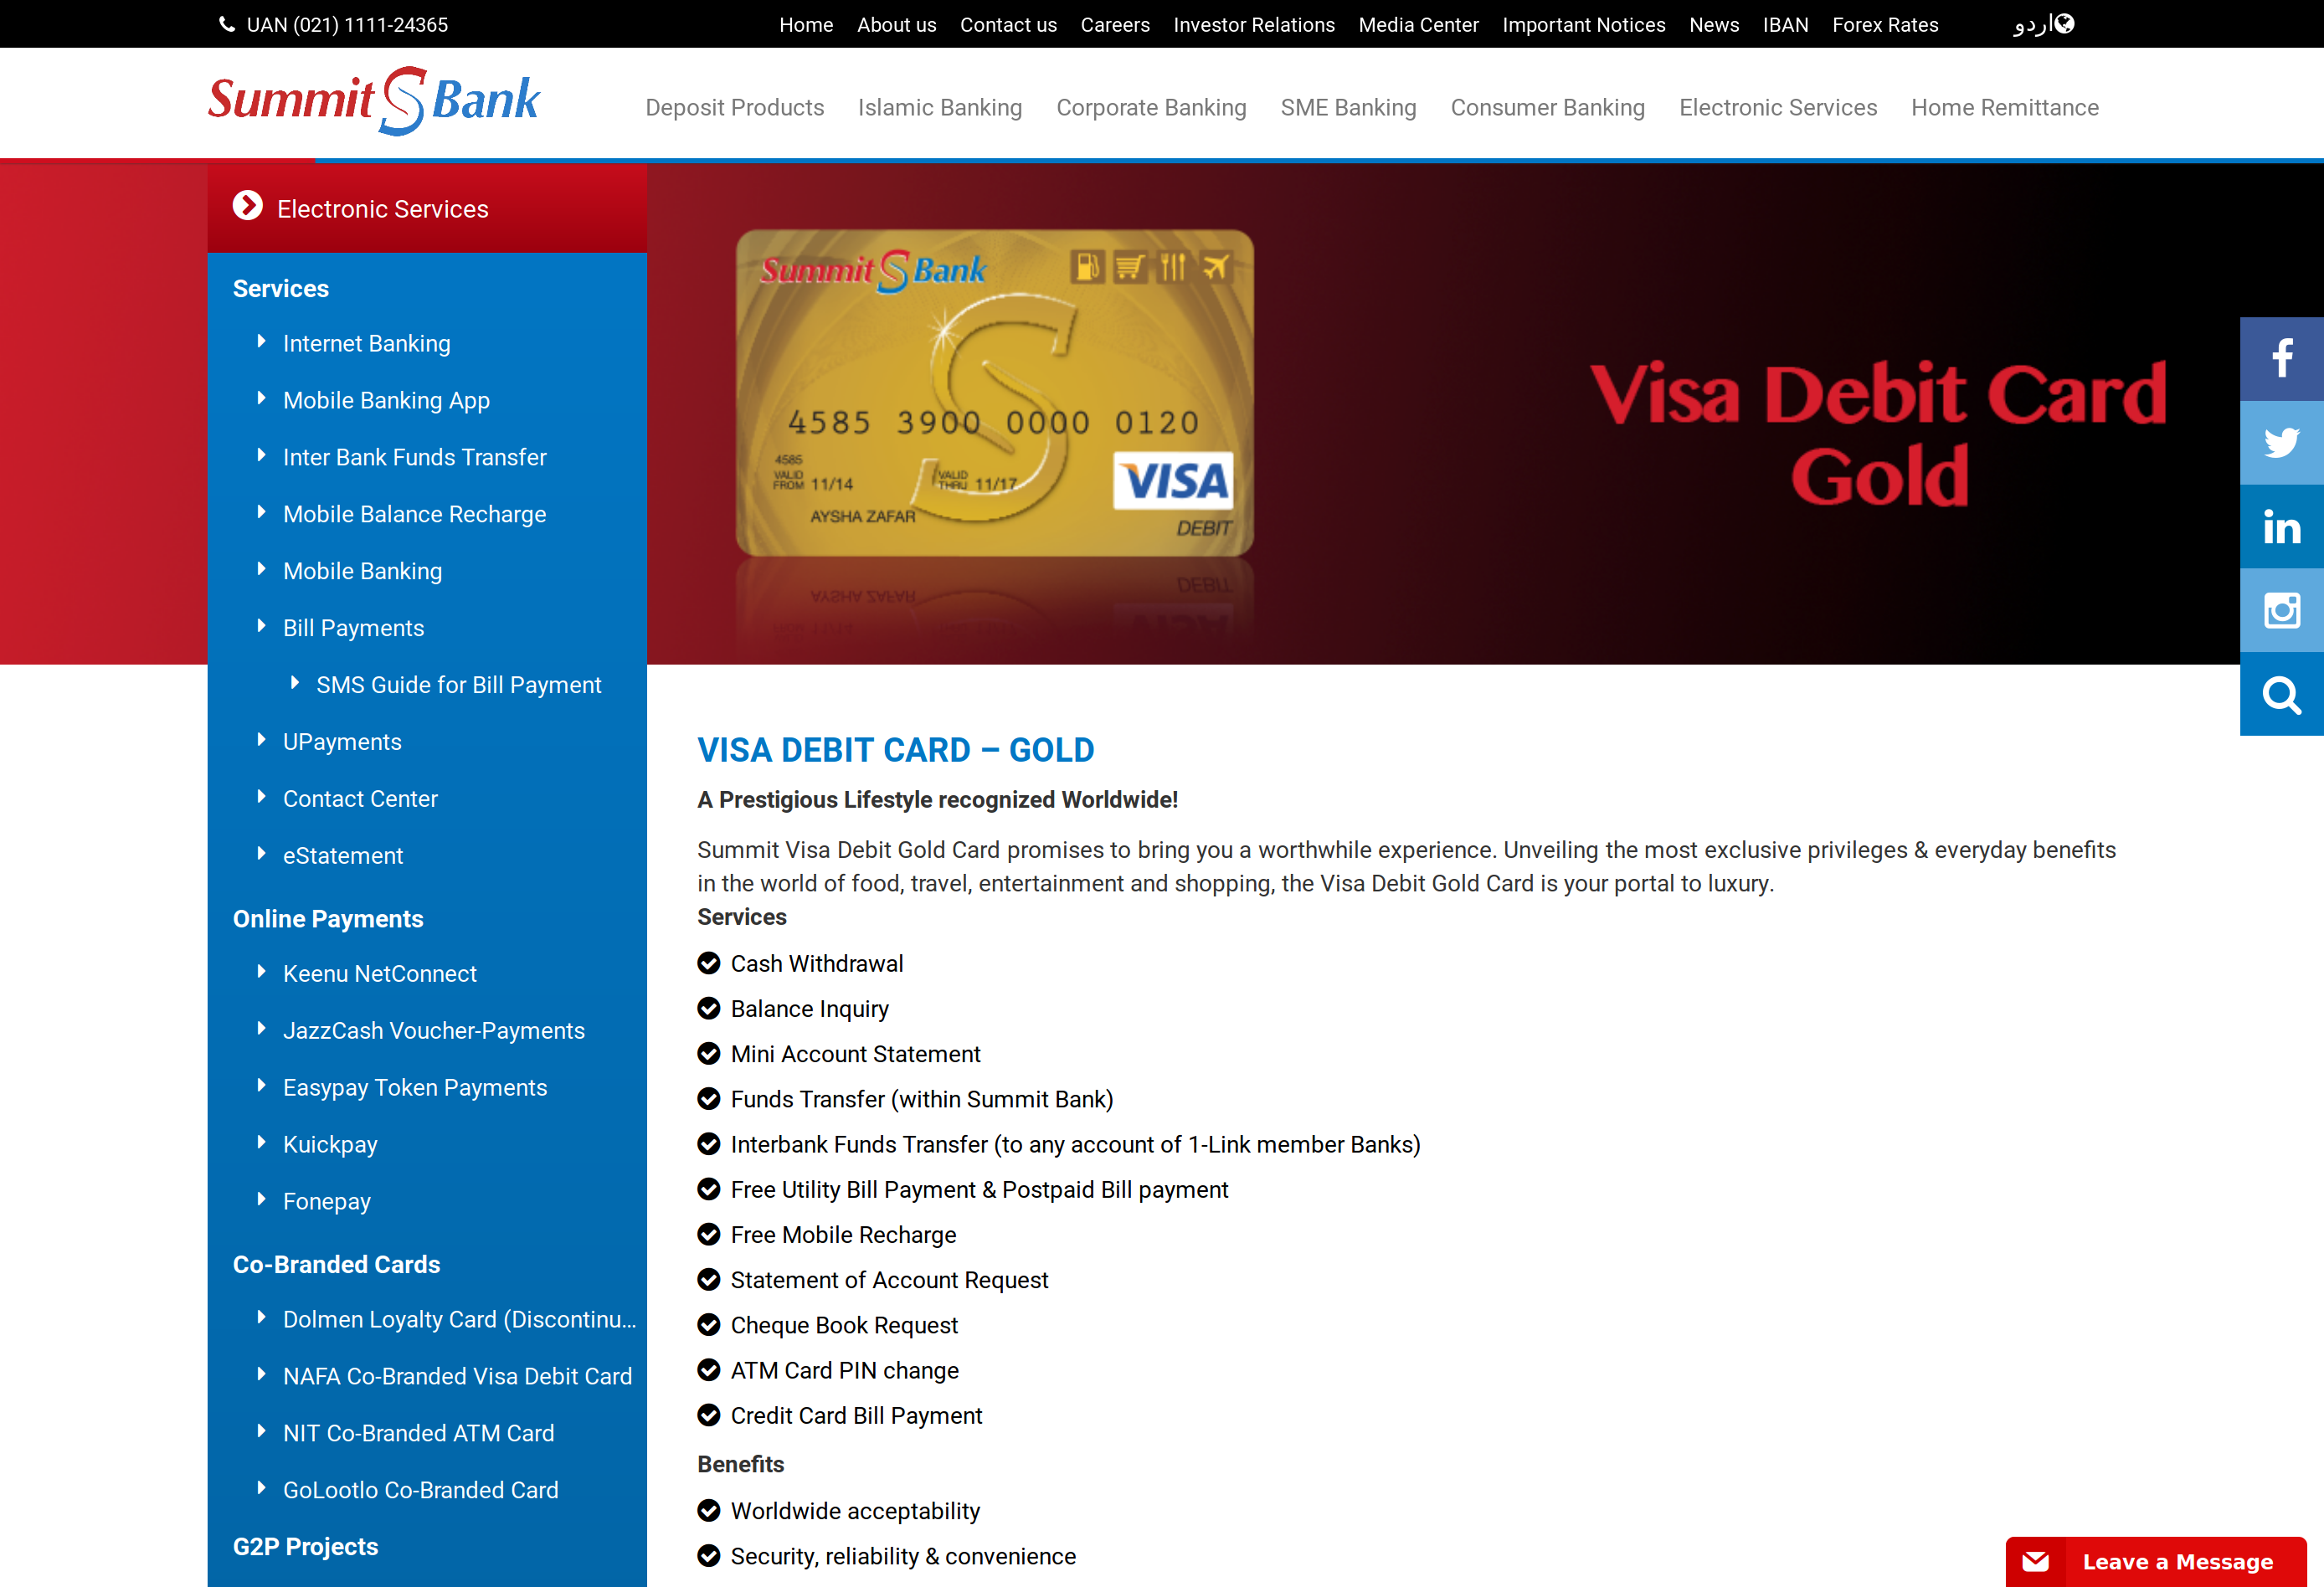 UAN (021) 1111-24365
Home About us Contact us Careers Investor Relations Media Center Important Notices News IBAN Forex Rates اردو
Summit S Bank
Deposit Products Islamic Banking Corporate Banking SME Banking Consumer Banking Electronic Services Home Remittance
Electronic Services
Services
Internet Banking
Mobile Banking App
Inter Bank Funds Transfer
Mobile Balance Recharge
Mobile Banking
Bill Payments
SMS Guide for Bill Payment
UPayments
Contact Center
eStatement
Online Payments
Keenu NetConnect
JazzCash Voucher-Payments
Easypay Token Payments
Kuickpay
Fonepay
Co-Branded Cards
Dolmen Loyalty Card (Discontinu...
NAFA Co-Branded Visa Debit Card
NIT Co-Branded ATM Card
GoLootlo Co-Branded Card
G2P Projects
Summit S Bank
4585 3900 0000 0120
4585
VALID FROM 11/14 VALID THRU 11/17
AYSHA ZAFAR
VISA
DEBIT
Visa Debit Card
Gold
VISA DEBIT CARD – GOLD
A Prestigious Lifestyle recognized Worldwide!
Summit Visa Debit Gold Card promises to bring you a worthwhile experience. Unveiling the most exclusive privileges & everyday benefits
in the world of food, travel, entertainment and shopping, the Visa Debit Gold Card is your portal to luxury.
Services
Cash Withdrawal
Balance Inquiry
Mini Account Statement
Funds Transfer (within Summit Bank)
Interbank Funds Transfer (to any account of 1-Link member Banks)
Free Utility Bill Payment & Postpaid Bill payment
Free Mobile Recharge
Statement of Account Request
Cheque Book Request
ATM Card PIN change
Credit Card Bill Payment
Benefits
Worldwide acceptability
Security, reliability & convenience
Leave a Message